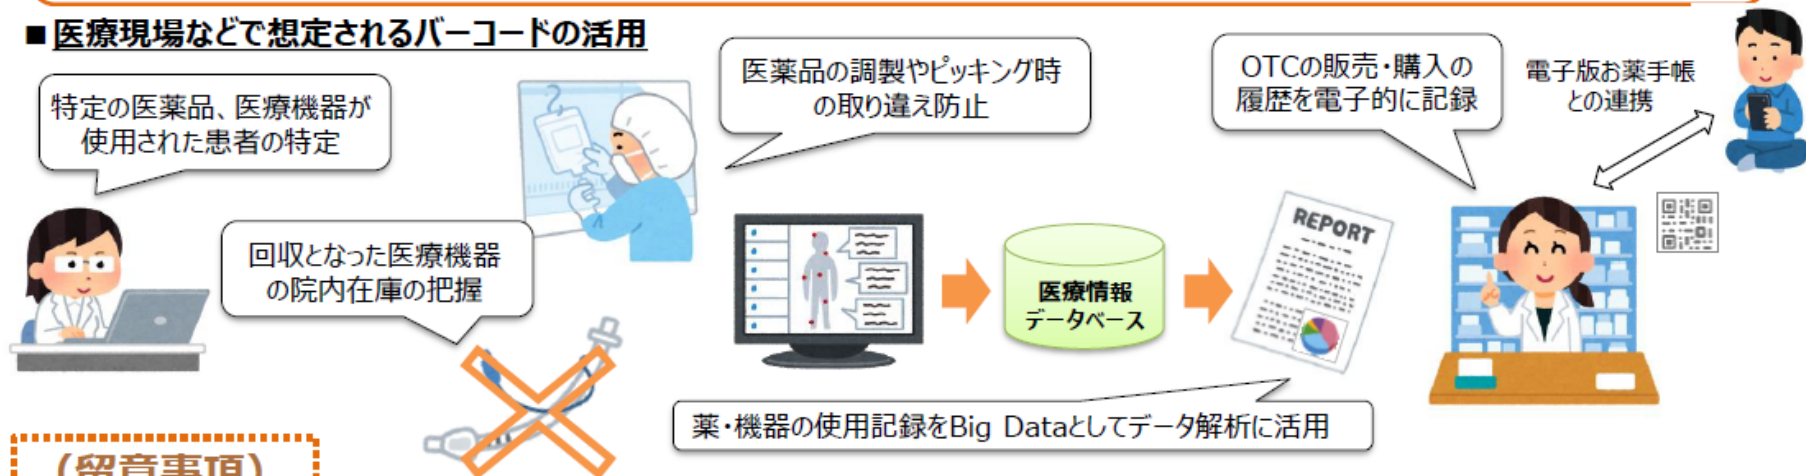 ■ 医療現場などで想定されるバーコードの活用
特定の医薬品、医療機器が
使用された患者の特定
医薬品の調製やピッキング時
の取り違え防止
OTCの販売・購入の
履歴を電子的に記録
電子版お薬手帳
との連携
回収となった医療機器
の院内在庫の把握
医療情報
データベース
REPORT
薬・機器の使用記録をBig Dataとしてデータ解析に活用
（留意事項）